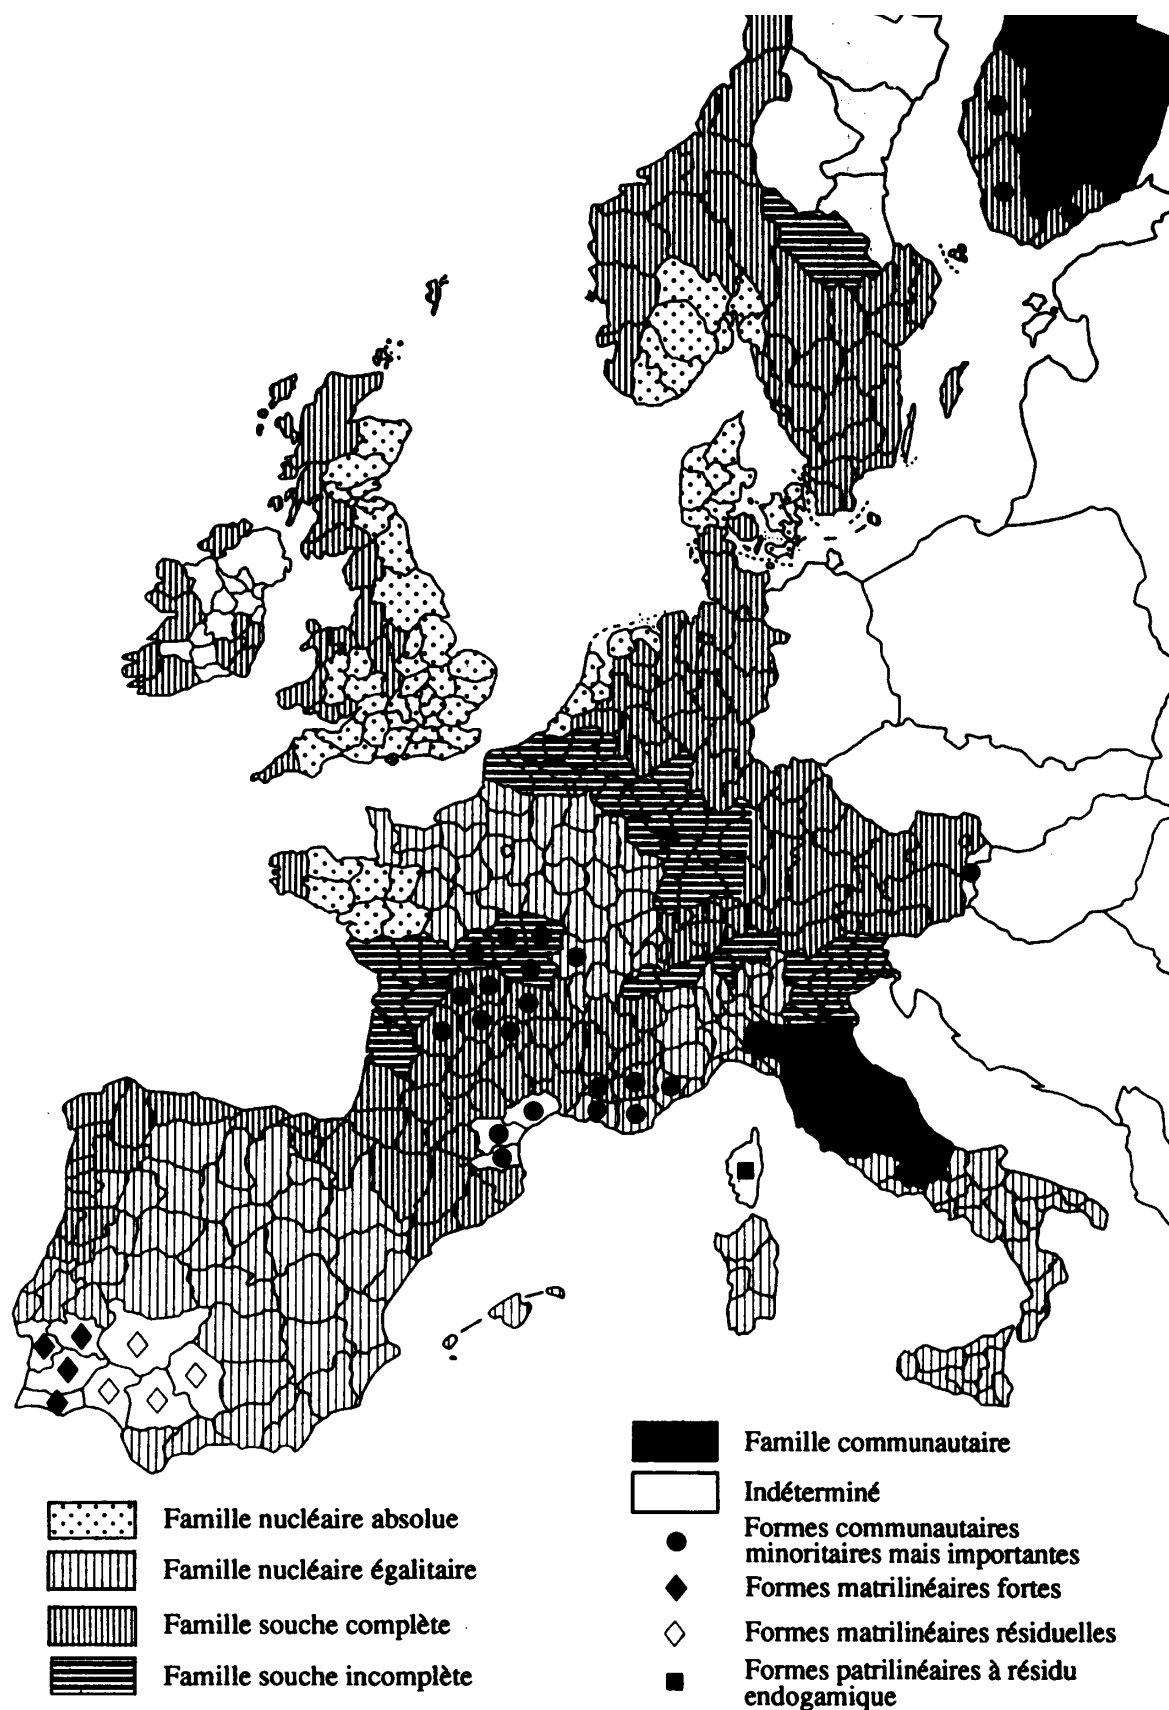 Famille nucléaire absolue
Famille nucléaire égalitaire
Famille souche complète
Famille souche incomplète
Famille communautaire
Indéterminé
Formes communautaires
minoritaires mais importantes
Formes matrilinéaires fortes
Formes matrilinéaires résiduelles
Formes patrilinéaires à résidu
endogamique